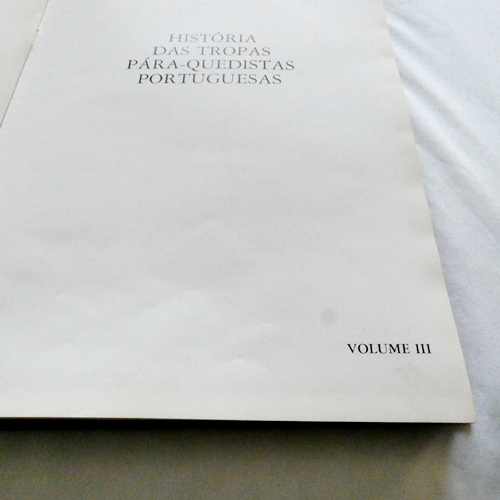 HISTÓRIA
DAS TROPAS
PÁRA-QUEDISTAS
PORTUGUESAS
VOLUME III